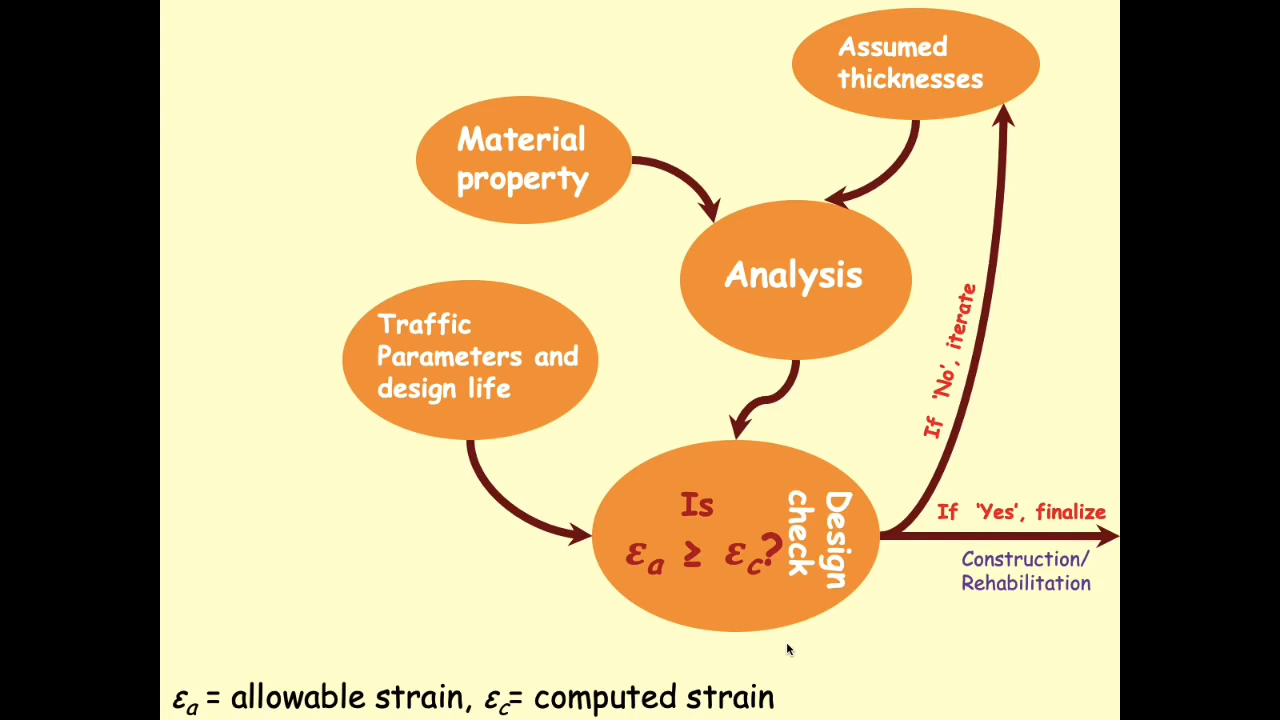 Assumed
thicknesses
Material
property
Analysis
Traffic
Parameters and
design life
If ‘No’, iterate
Is
εa ≥ εc?
Design
check
If ‘Yes’, finalize
Construction/
Rehabilitation
εa = allowable strain, εc= computed strain